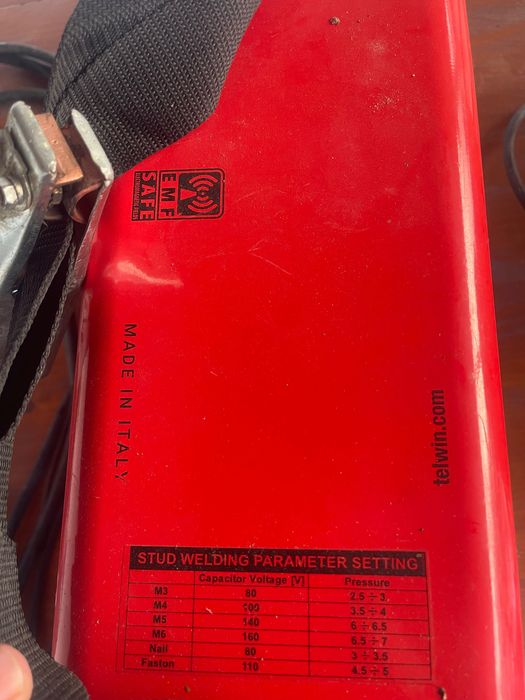 EMF
SAFE
MADE IN ITALY
telwin.com
STUD WELDING PARAMETER SETTING
Capacitor Voltage [V] Pressure
M3 80 2.5 ÷ 3
M4 100 3.5 ÷ 4
M5 140 6 ÷ 6.5
M6 160 6.5 ÷ 7
Nail 80 3 ÷ 3.5
Faston 110 4.5 ÷ 5